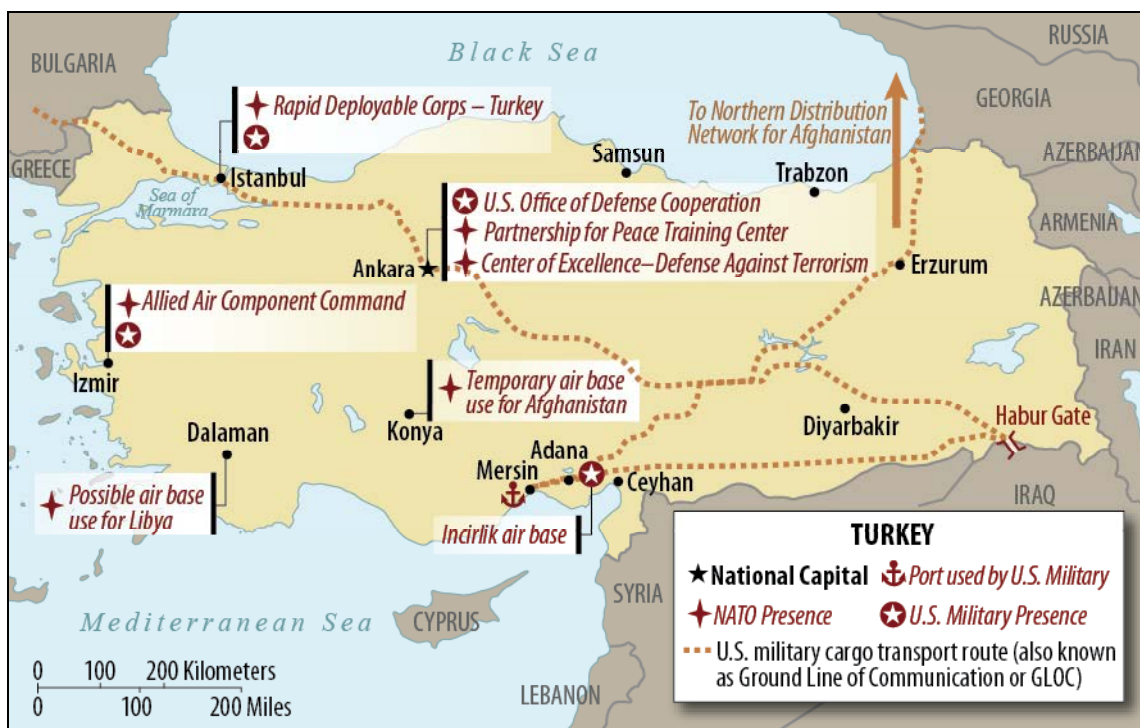 Black Sea
RUSSIA
BULGARIA
Rapid Deployable Corps – Turkey
To Northern Distribution
Network for Afghanistan
GEORGIA
GREECE
Istanbul
Samsun
Trabzon
AZERBAIJAN
Sea of
Marmara
U.S. Office of Defense Cooperation
Partnership for Peace Training Center
Center of Excellence–Defense Against Terrorism
ARMENIA
Ankara
Erzurum
Allied Air Component Command
AZERBAIJAN
IRAN
Izmir
Temporary air base
use for Afghanistan
Konya
Diyarbakir
Habur Gate
Dalaman
Adana
Mersin
Ceyhan
Possible air base
use for Libya
Incirlik air base
IRAQ
SYRIA
CYPRUS
Mediterranean Sea
LEBANON
0 100 200 Kilometers
0 100 200 Miles
TURKEY
National Capital
Port used by U.S. Military
NATO Presence
U.S. Military Presence
U.S. military cargo transport route (also known
as Ground Line of Communication or GLOC)